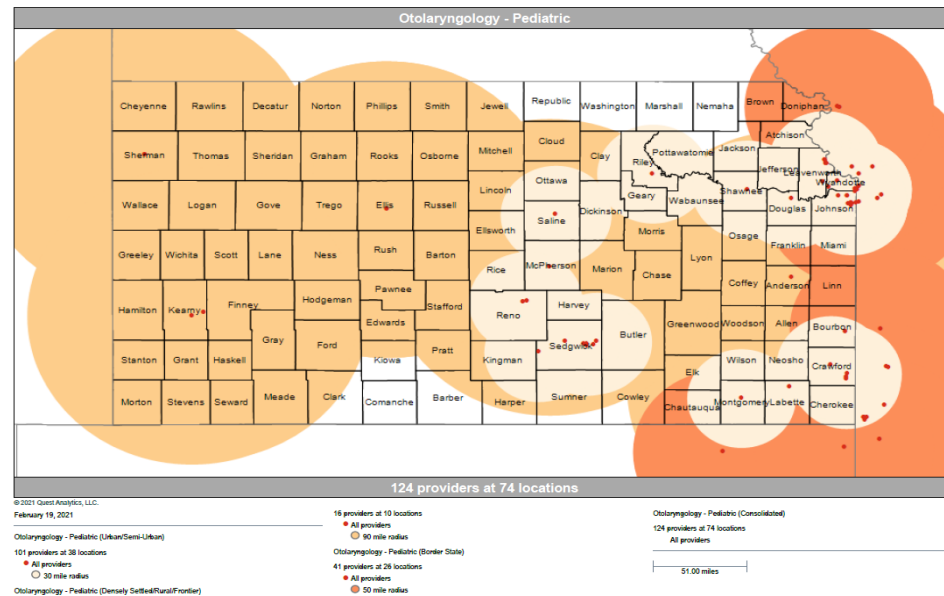 Otolaryngology - Pediatric
Cheyenne Rawlins Decatur Norton Phillips Smith Jewell Republic Washington Marshall Nemaha Brown Doniphan
Atchison
Sherman Thomas Sheridan Graham Rooks Osborne Mitchell Cloud Clay Riley Pottawatomie Jackson Jefferson Leavenworth
Wyandotte
Ottawa
Wallace Logan Gove Trego Ellis Russell Lincoln Saline Dickinson Geary Wabaunsee Shawnee Douglas Johnson
Ellsworth Morris Osage
Greeley Wichita Scott Lane Ness Rush Barton Rice McPherson Marion Chase Lyon Franklin Miami
Pawnee
Hamilton Kearny Finney Hodgeman Stafford Reno Harvey Coffey Anderson Linn
Edwards
Gray Ford Sedgwick Butler Greenwood Woodson Allen Bourbon
Stanton Grant Haskell Kiowa Pratt Kingman Elk Wilson Neosho Crawford
Morton Stevens Seward Meade Clark Comanche Barber Harper Sumner Cowley Chautauqua Montgomery Labette Cherokee
124 providers at 74 locations
© 2021 Quest Analytics, LLC.
February 19, 2021
Otolaryngology - Pediatric (Urban/Semi-Urban)
101 providers at 38 locations
All providers
30 mile radius
Otolaryngology - Pediatric (Densely Settled/Rural/Frontier)
16 providers at 10 locations
All providers
90 mile radius
Otolaryngology - Pediatric (Border State)
41 providers at 26 locations
All providers
50 mile radius
Otolaryngology - Pediatric (Consolidated)
124 providers at 74 locations
All providers
51.00 miles